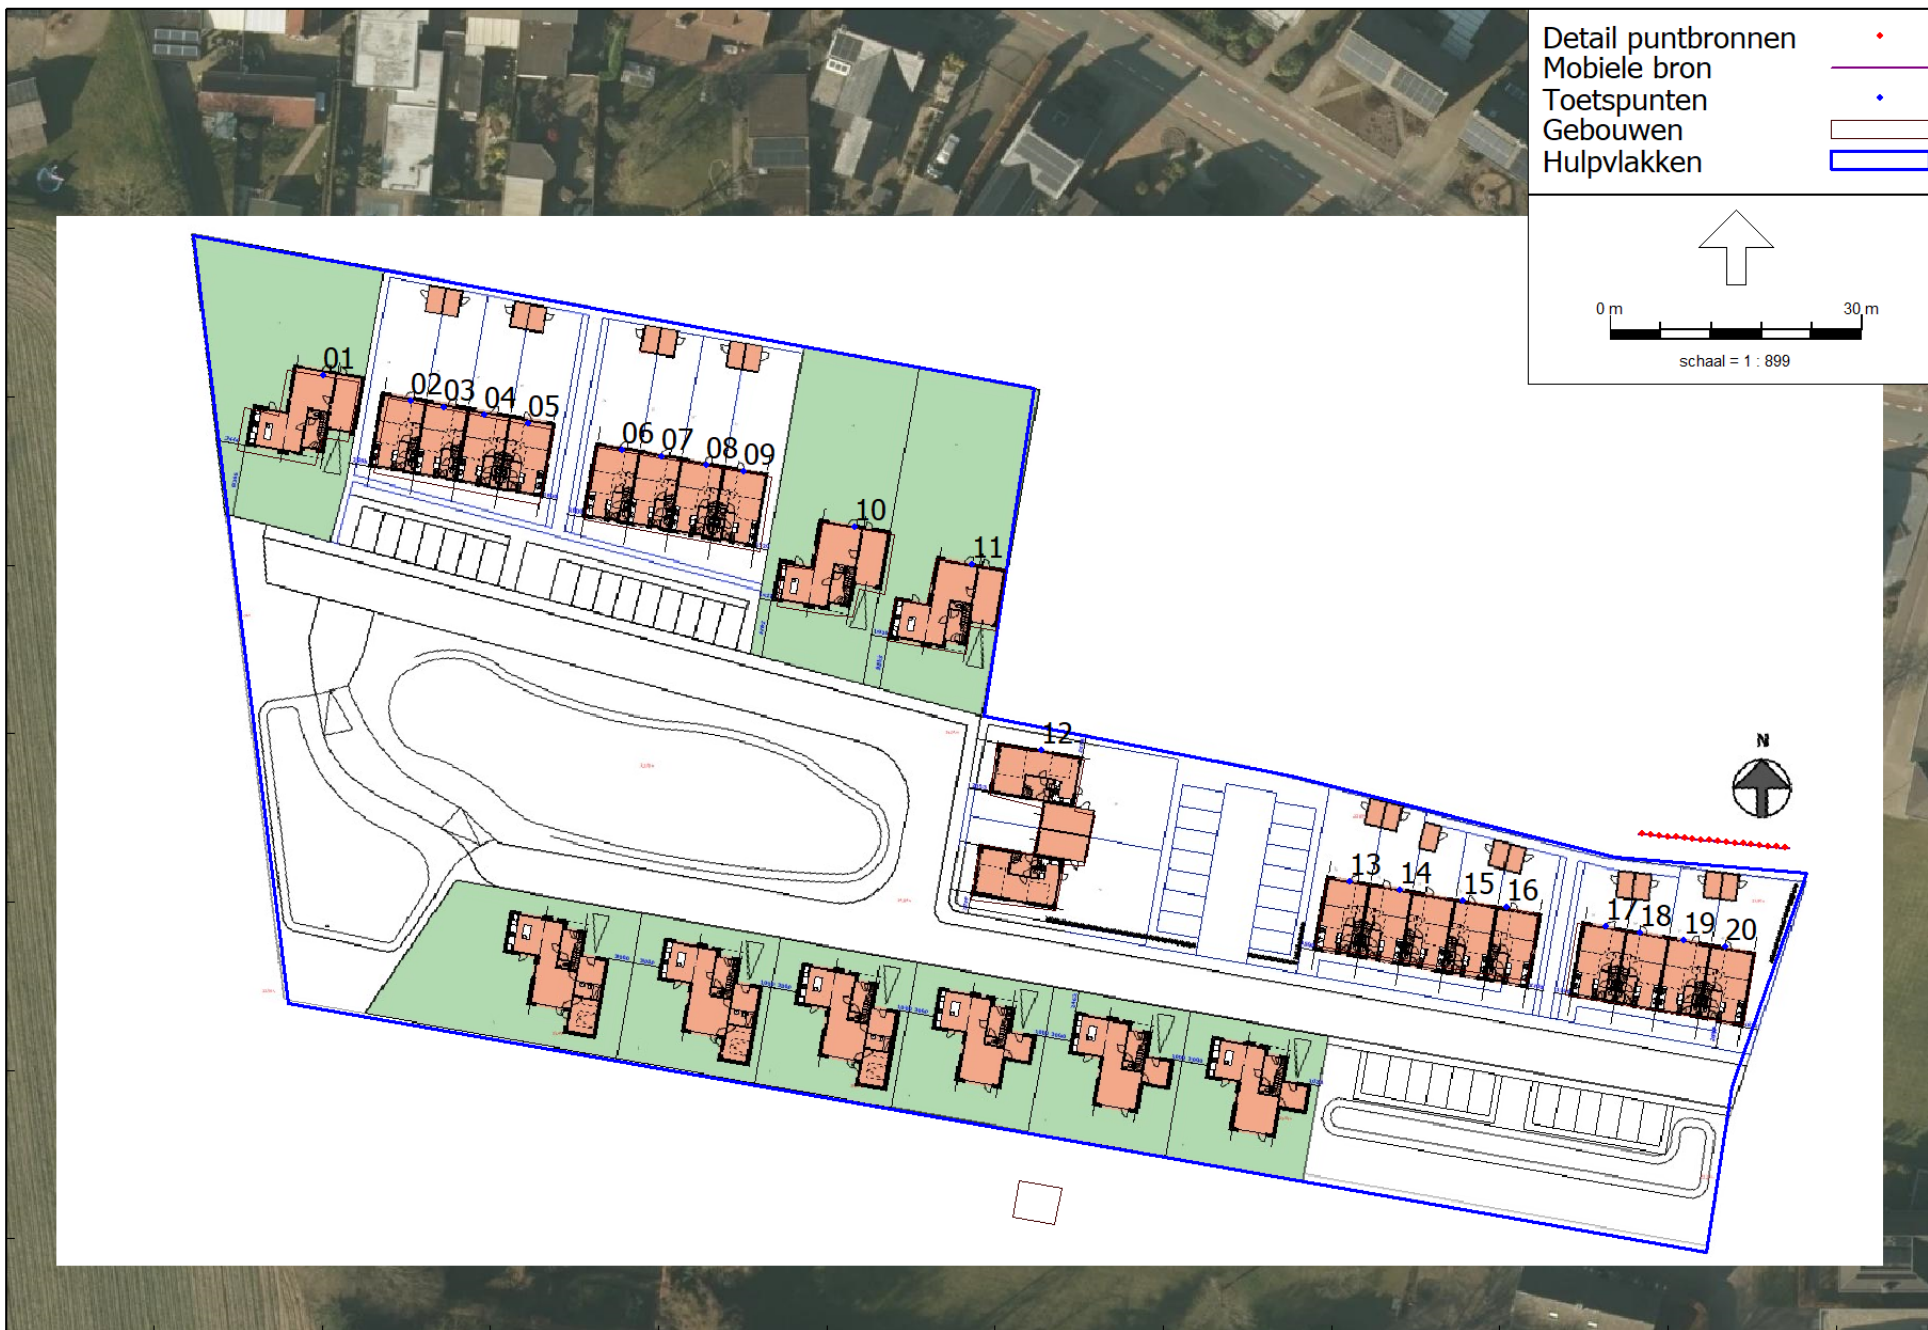 Detail puntbronnen
Mobiele bron
Toetspunten
Gebouwen
Hulpvlakken
0 m 30 m
schaal = 1 : 899
01
02 03 04 05
06 07 08 09
10
11
12
N
13 14 15 16
17 18 19 20